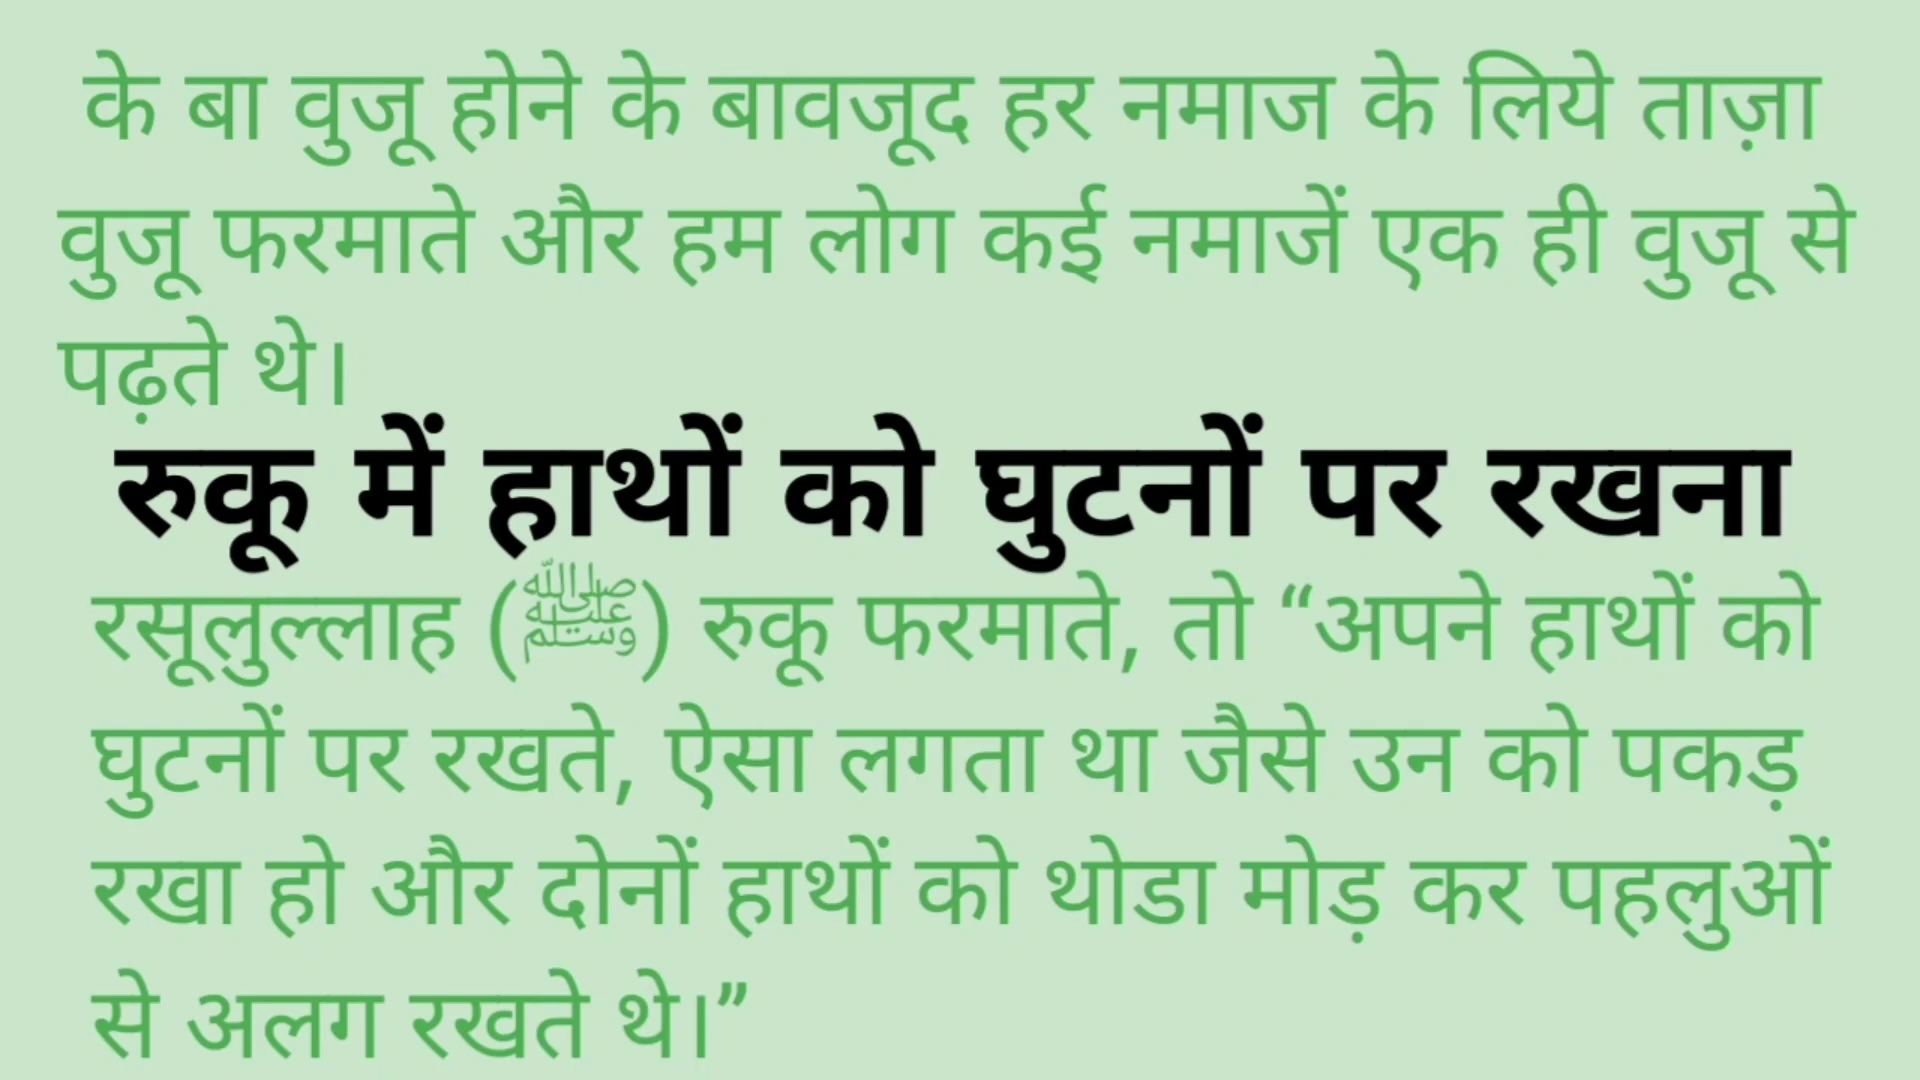 के बा वुजू होने के बावजूद हर नमाज के लिये ताज़ा
वुजू फरमाते और हम लोग कई नमाजें एक ही वुजू से
पढ़ते थे।
रुकू में हाथों को घुटनों पर रखना
रसूलुल्लाह (ﷺ) रुकू फरमाते, तो “अपने हाथों को
घुटनों पर रखते, ऐसा लगता था जैसे उन को पकड़
रखा हो और दोनों हाथों को थोडा मोड़ कर पहलुओं
से अलग रखते थे।”